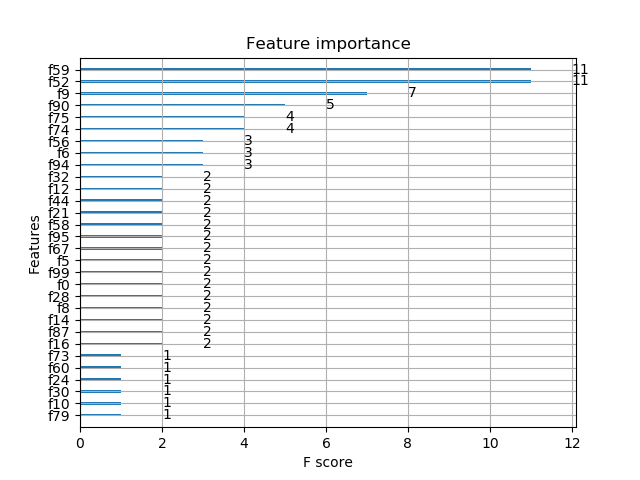 Feature importance
f59 11
f52 11
f9 7
f90 5
f75 4
f74 4
f56 3
f6 3
f94 3
f32 2
f12 2
f44 2
f21 2
f58 2
f95 2
f67 2
f5 2
f99 2
f0 2
f28 2
f8 2
f14 2
f87 2
f16 2
f73 1
f60 1
f24 1
f30 1
f10 1
f79 1
Features
0 2 4 6 8 10 12
F score